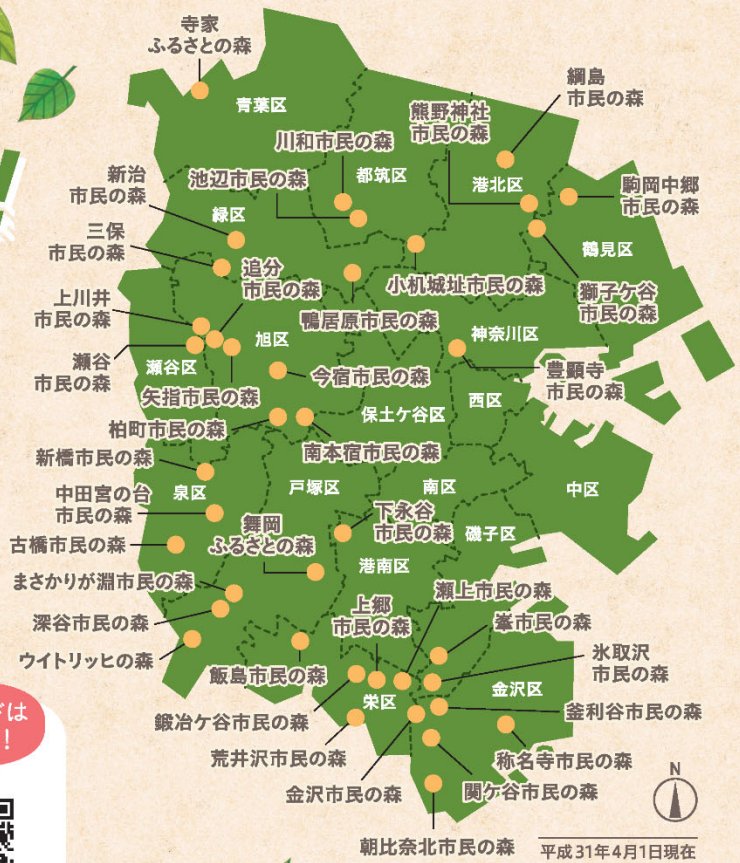 寺家
ふるさとの森
青葉区
綱島
市民の森
熊野神社
市民の森
川和市民の森
都筑区
港北区
新治
市民の森
池辺市民の森
駒岡中郷
市民の森
緑区
三保
市民の森
鶴見区
追分
市民の森
小机城址市民の森
獅子ケ谷
市民の森
上川井
市民の森
鴨居原市民の森
旭区
神奈川区
瀬谷
市民の森
瀬谷区
今宿市民の森
豊顕寺
市民の森
矢指市民の森
西区
保土ケ谷区
柏町市民の森
南本宿市民の森
新橋市民の森
泉区
戸塚区
南区
中区
中田宮の台
市民の森
下永谷
市民の森
磯子区
舞岡
ふるさとの森
古橋市民の森
港南区
まさかりが淵市民の森
瀬上市民の森
上郷
市民の森
深谷市民の森
峯市民の森
ウイトリッヒの森
氷取沢
市民の森
飯島市民の森
栄区
金沢区
鍛冶ケ谷市民の森
釜利谷市民の森
荒井沢市民の森
称名寺市民の森
金沢市民の森
関ケ谷市民の森
朝比奈北市民の森
N
平成31年4月1日現在
は
!